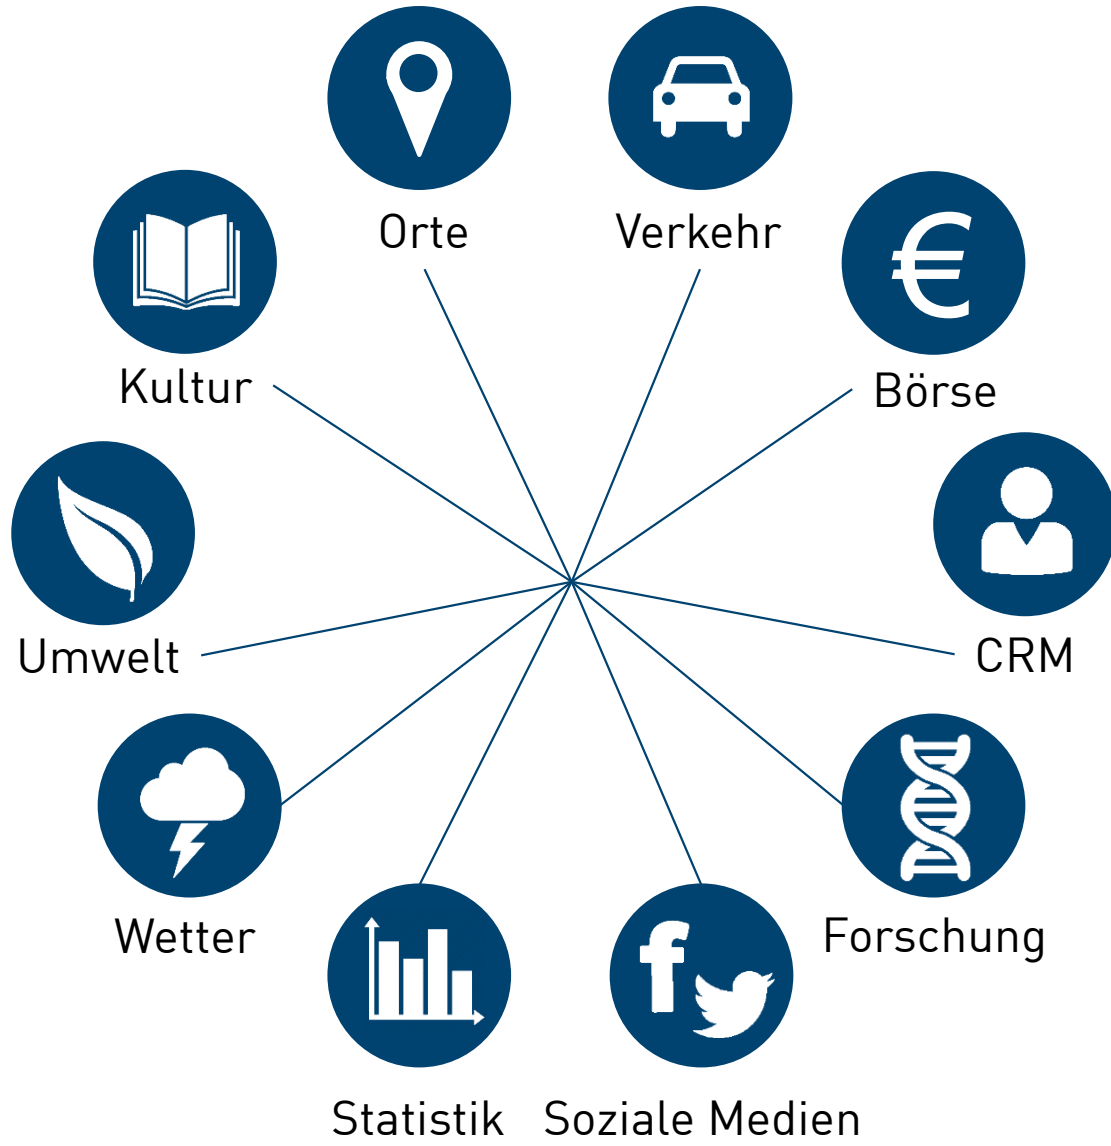 Orte
Verkehr
Kultur
Börse
€
Umwelt
CRM
Wetter
Forschung
f
Statistik
Soziale Medien